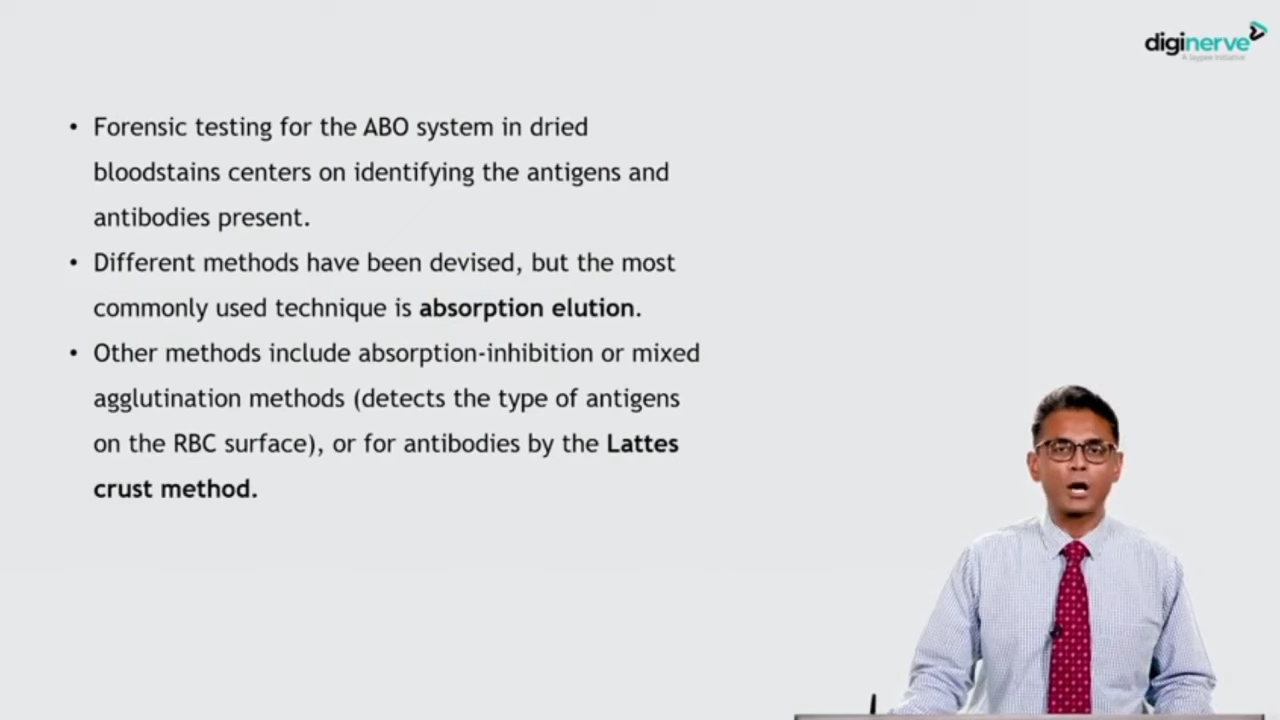 diginerve
A Jaypee Initiative
• Forensic testing for the ABO system in dried
bloodstains centers on identifying the antigens and
antibodies present.
• Different methods have been devised, but the most
commonly used technique is absorption elution.
• Other methods include absorption-inhibition or mixed
agglutination methods (detects the type of antigens
on the RBC surface), or for antibodies by the Lattes
crust method.